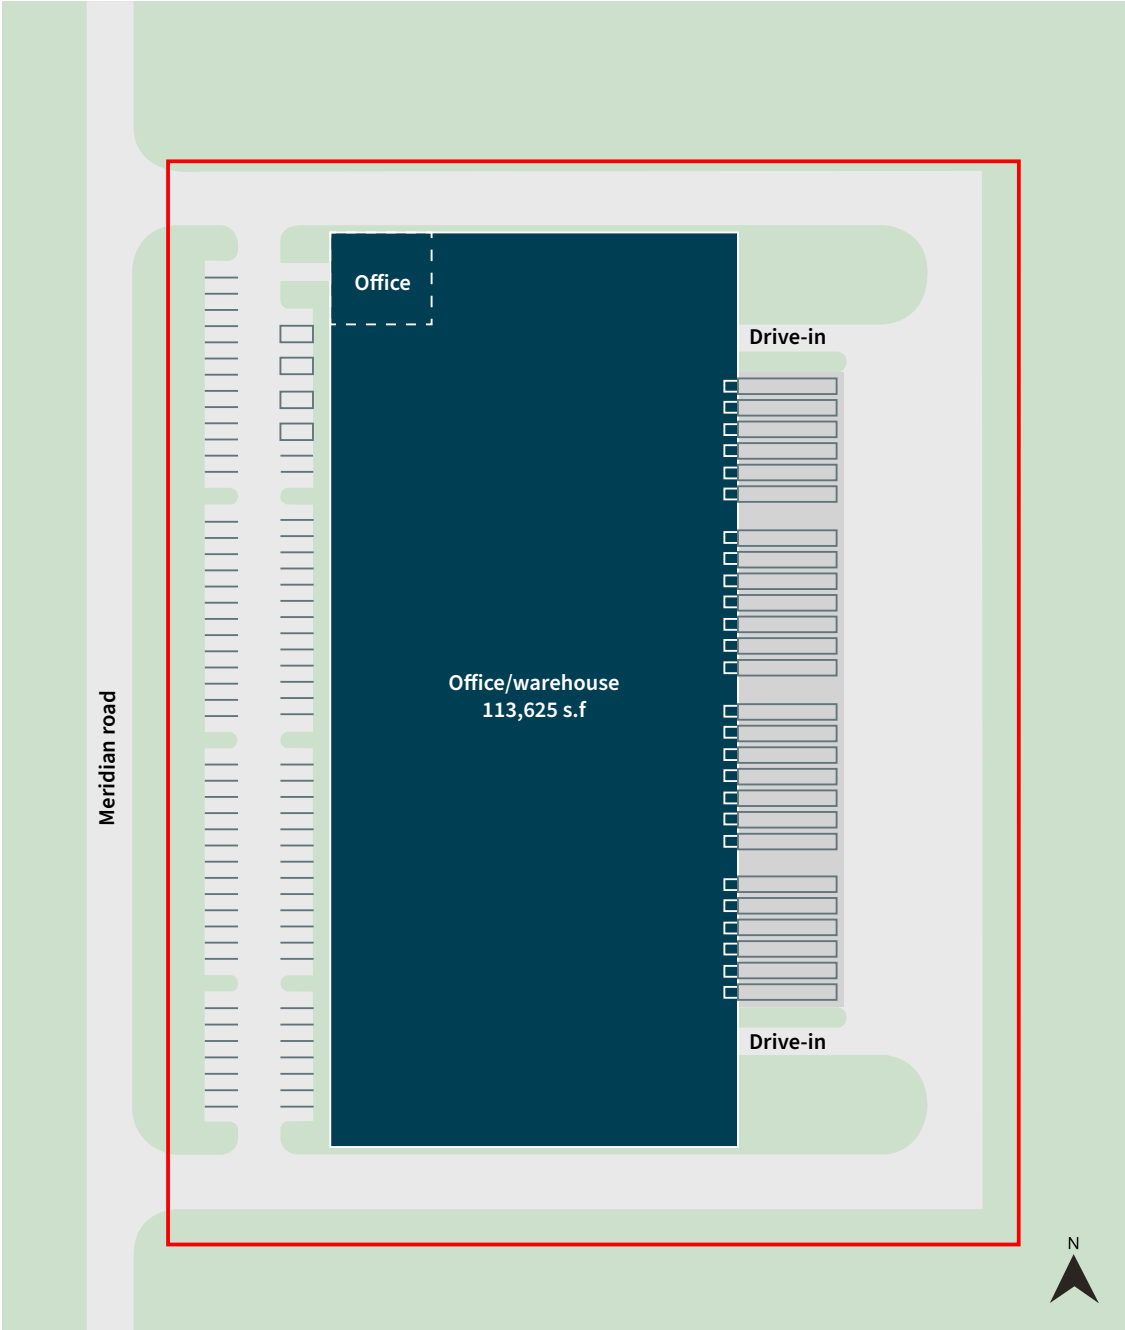 Office
Drive-in
Office/warehouse
113,625 s.f
Meridian road
Drive-in
N